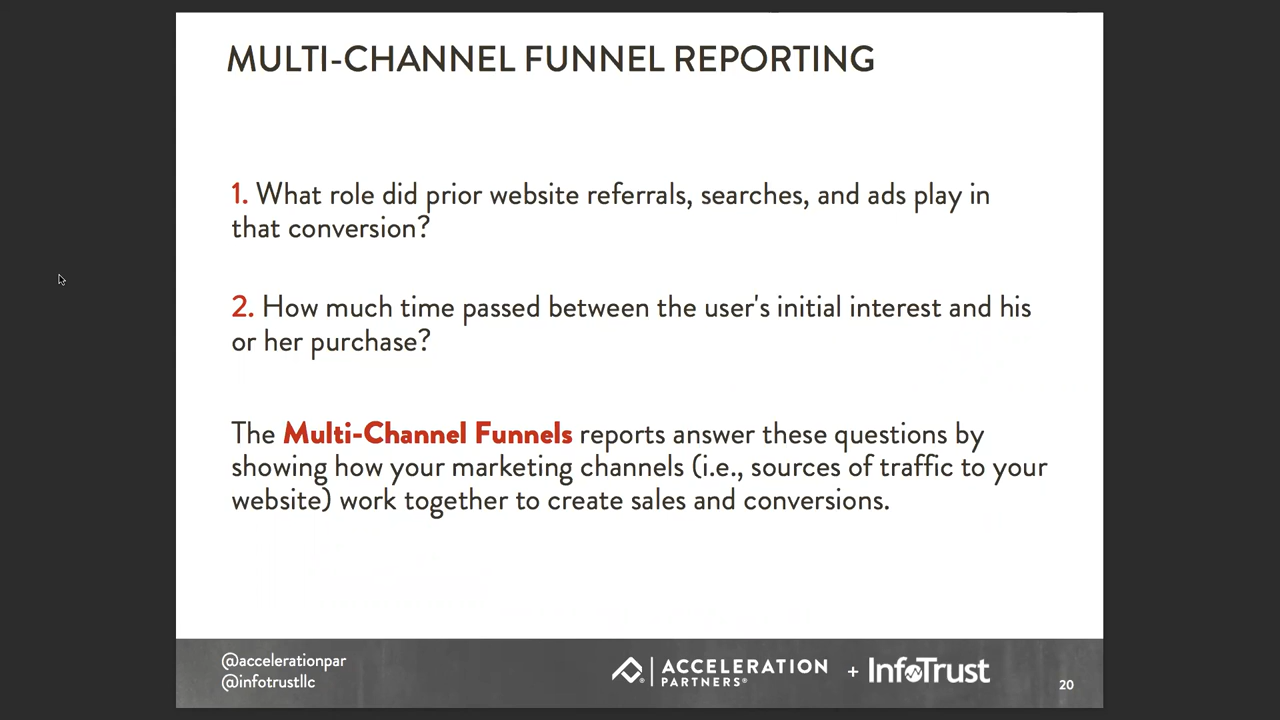 MULTI-CHANNEL FUNNEL REPORTING
1. What role did prior website referrals, searches, and ads play in
that conversion?
2. How much time passed between the user's initial interest and his
or her purchase?
The Multi-Channel Funnels reports answer these questions by
showing how your marketing channels (i.e., sources of traffic to your
website) work together to create sales and conversions.
@accelerationpar
@infotrustllc
ACCELERATION
PARTNERS®
+ InfoTrust
20